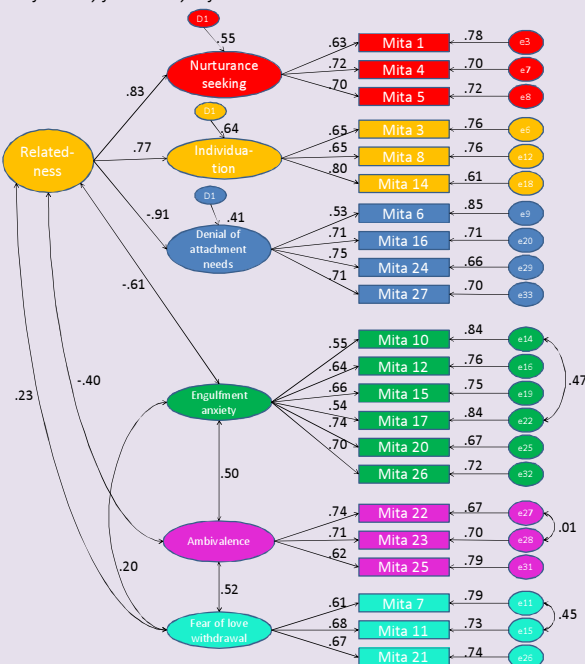 D1
.55
Nurturance
seeking
.63
Mita 1
.78
e3
.72
Mita 4
.70
e7
.70
Mita 5
.72
e8
.83
D1
.64
Related-
ness
.77
Individua-
tion
.65
Mita 3
.76
.65
Mita 8
.76
e12
.80
Mita 14
.61
e18
-.91
D1
.41
Denial of
attachment
needs
.53
Mita 6
.85
e9
.71
Mita 16
.71
e20
.75
Mita 24
.66
e29
.71
Mita 27
.70
e33
-.61
.55
Mita 10
.84
e14
.64
Mita 12
.76
e16
.47
.23
-.40
Engulfment
anxiety
.66
Mita 15
.75
e19
.54
Mita 17
.84
e22
.74
Mita 20
.67
e25
.70
Mita 26
.72
e32
.50
Ambivalence
.74
Mita 22
.67
e27
.01
.71
Mita 23
.70
e28
.62
Mita 25
.79
e31
.20
.52
Fear of love
withdrawal
.61
Mita 7
.79
e11
.45
.68
Mita 11
.73
e15
.67
Mita 21
.74
e26